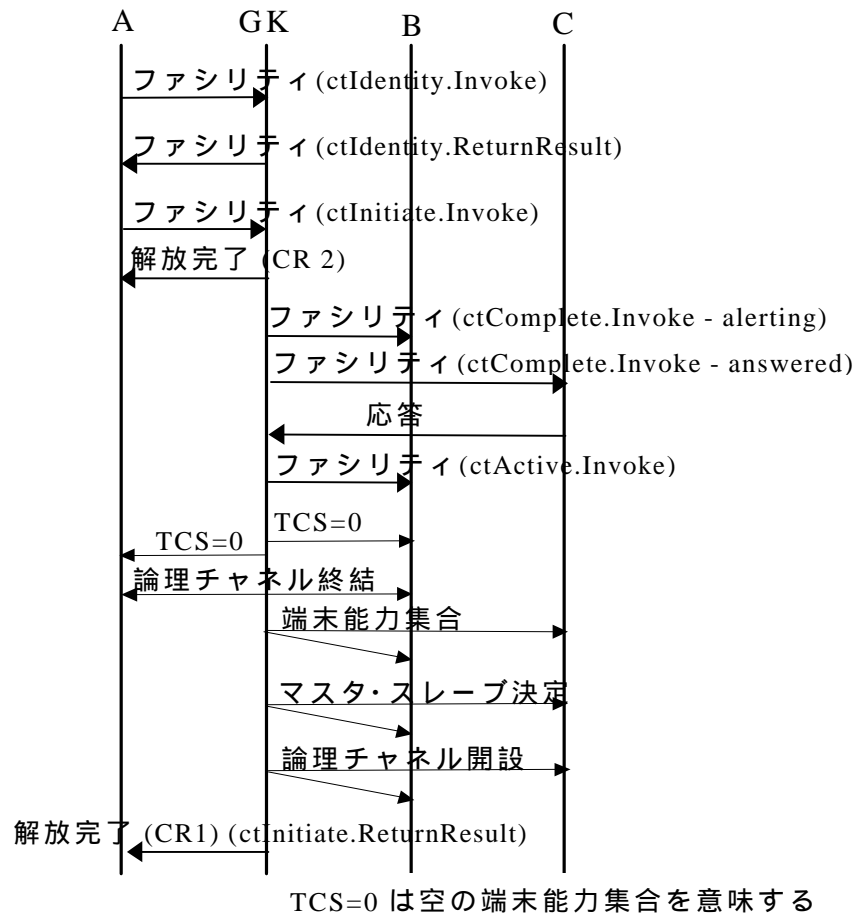 A GK B C
ファシリティ(ctIdentity.Invoke)
ファシリティ(ctIdentity.ReturnResult)
ファシリティ(ctInitiate.Invoke)
解放完了 (CR 2)
ファシリティ(ctComplete.Invoke - alerting)
ファシリティ(ctComplete.Invoke - answered)
応答
ファシリティ(ctActive.Invoke)
TCS=0
TCS=0
論理チャネル終結
端末能力集合
マスタ・スレーブ決定
論理チャネル開設
解放完了 (CR1) (ctInitiate.ReturnResult)
TCS=0 は空の端末能力集合を意味する